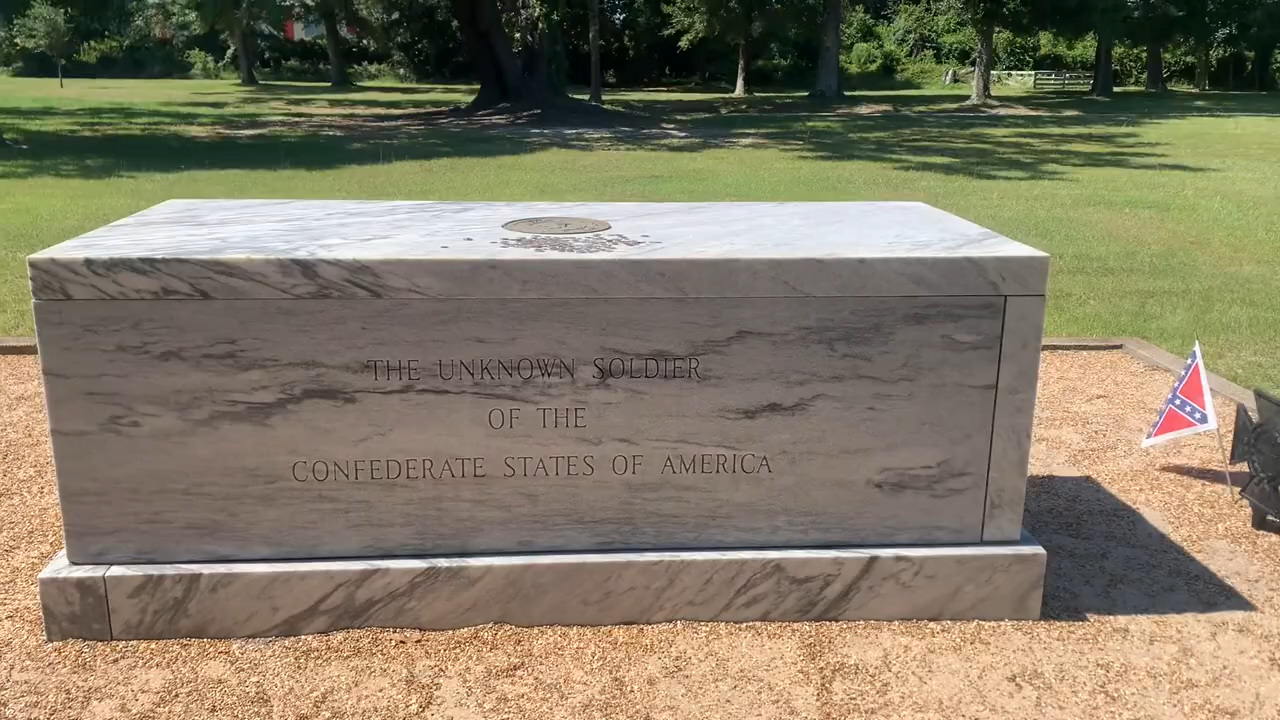 THE UNKNOWN SOLDIER
OF THE
CONFEDERATE STATES OF AMERICA